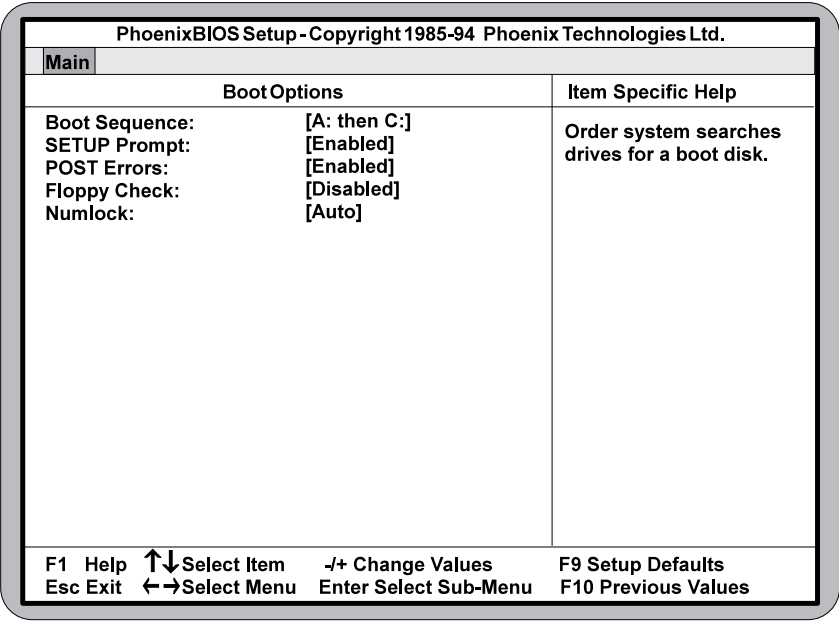 PhoenixBIOS Setup - Copyright 1985-94 Phoenix Technologies Ltd.
Main
Boot Options
Item Specific Help
Boot Sequence: [A: then C:]
SETUP Prompt: [Enabled]
POST Errors: [Enabled]
Floppy Check: [Disabled]
Numlock: [Auto]
Order system searches
drives for a boot disk.
F1 Help ↑↓Select Item -/+ Change Values F9 Setup Defaults
Esc Exit ←→Select Menu Enter Select Sub-Menu F10 Previous Values